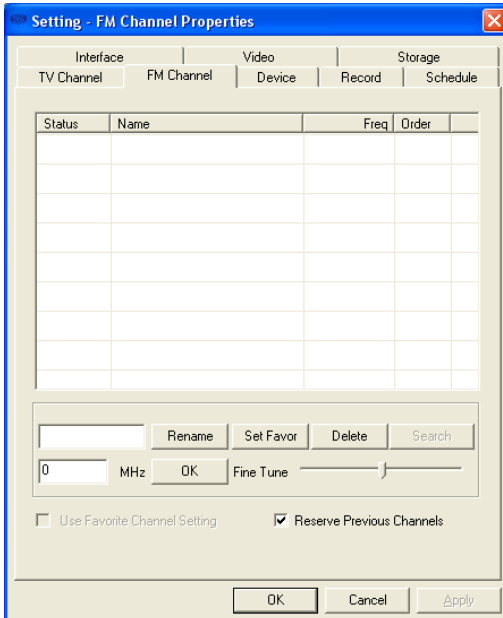 Setting - FM Channel Properties
Interface Video Storage
TV Channel FM Channel Device Record Schedule
Status Name Freq Order
Rename Set Favor Delete Search
0 MHz OK Fine Tune
Use Favorite Channel Setting Reserve Previous Channels
OK Cancel Apply